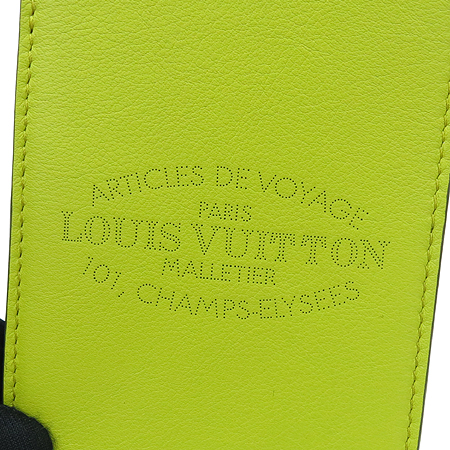 ARTICLES DE VOYAGE
PARIS
LOUIS VUITTON
MALLETIER
101, CHAMPS-ELYSEES